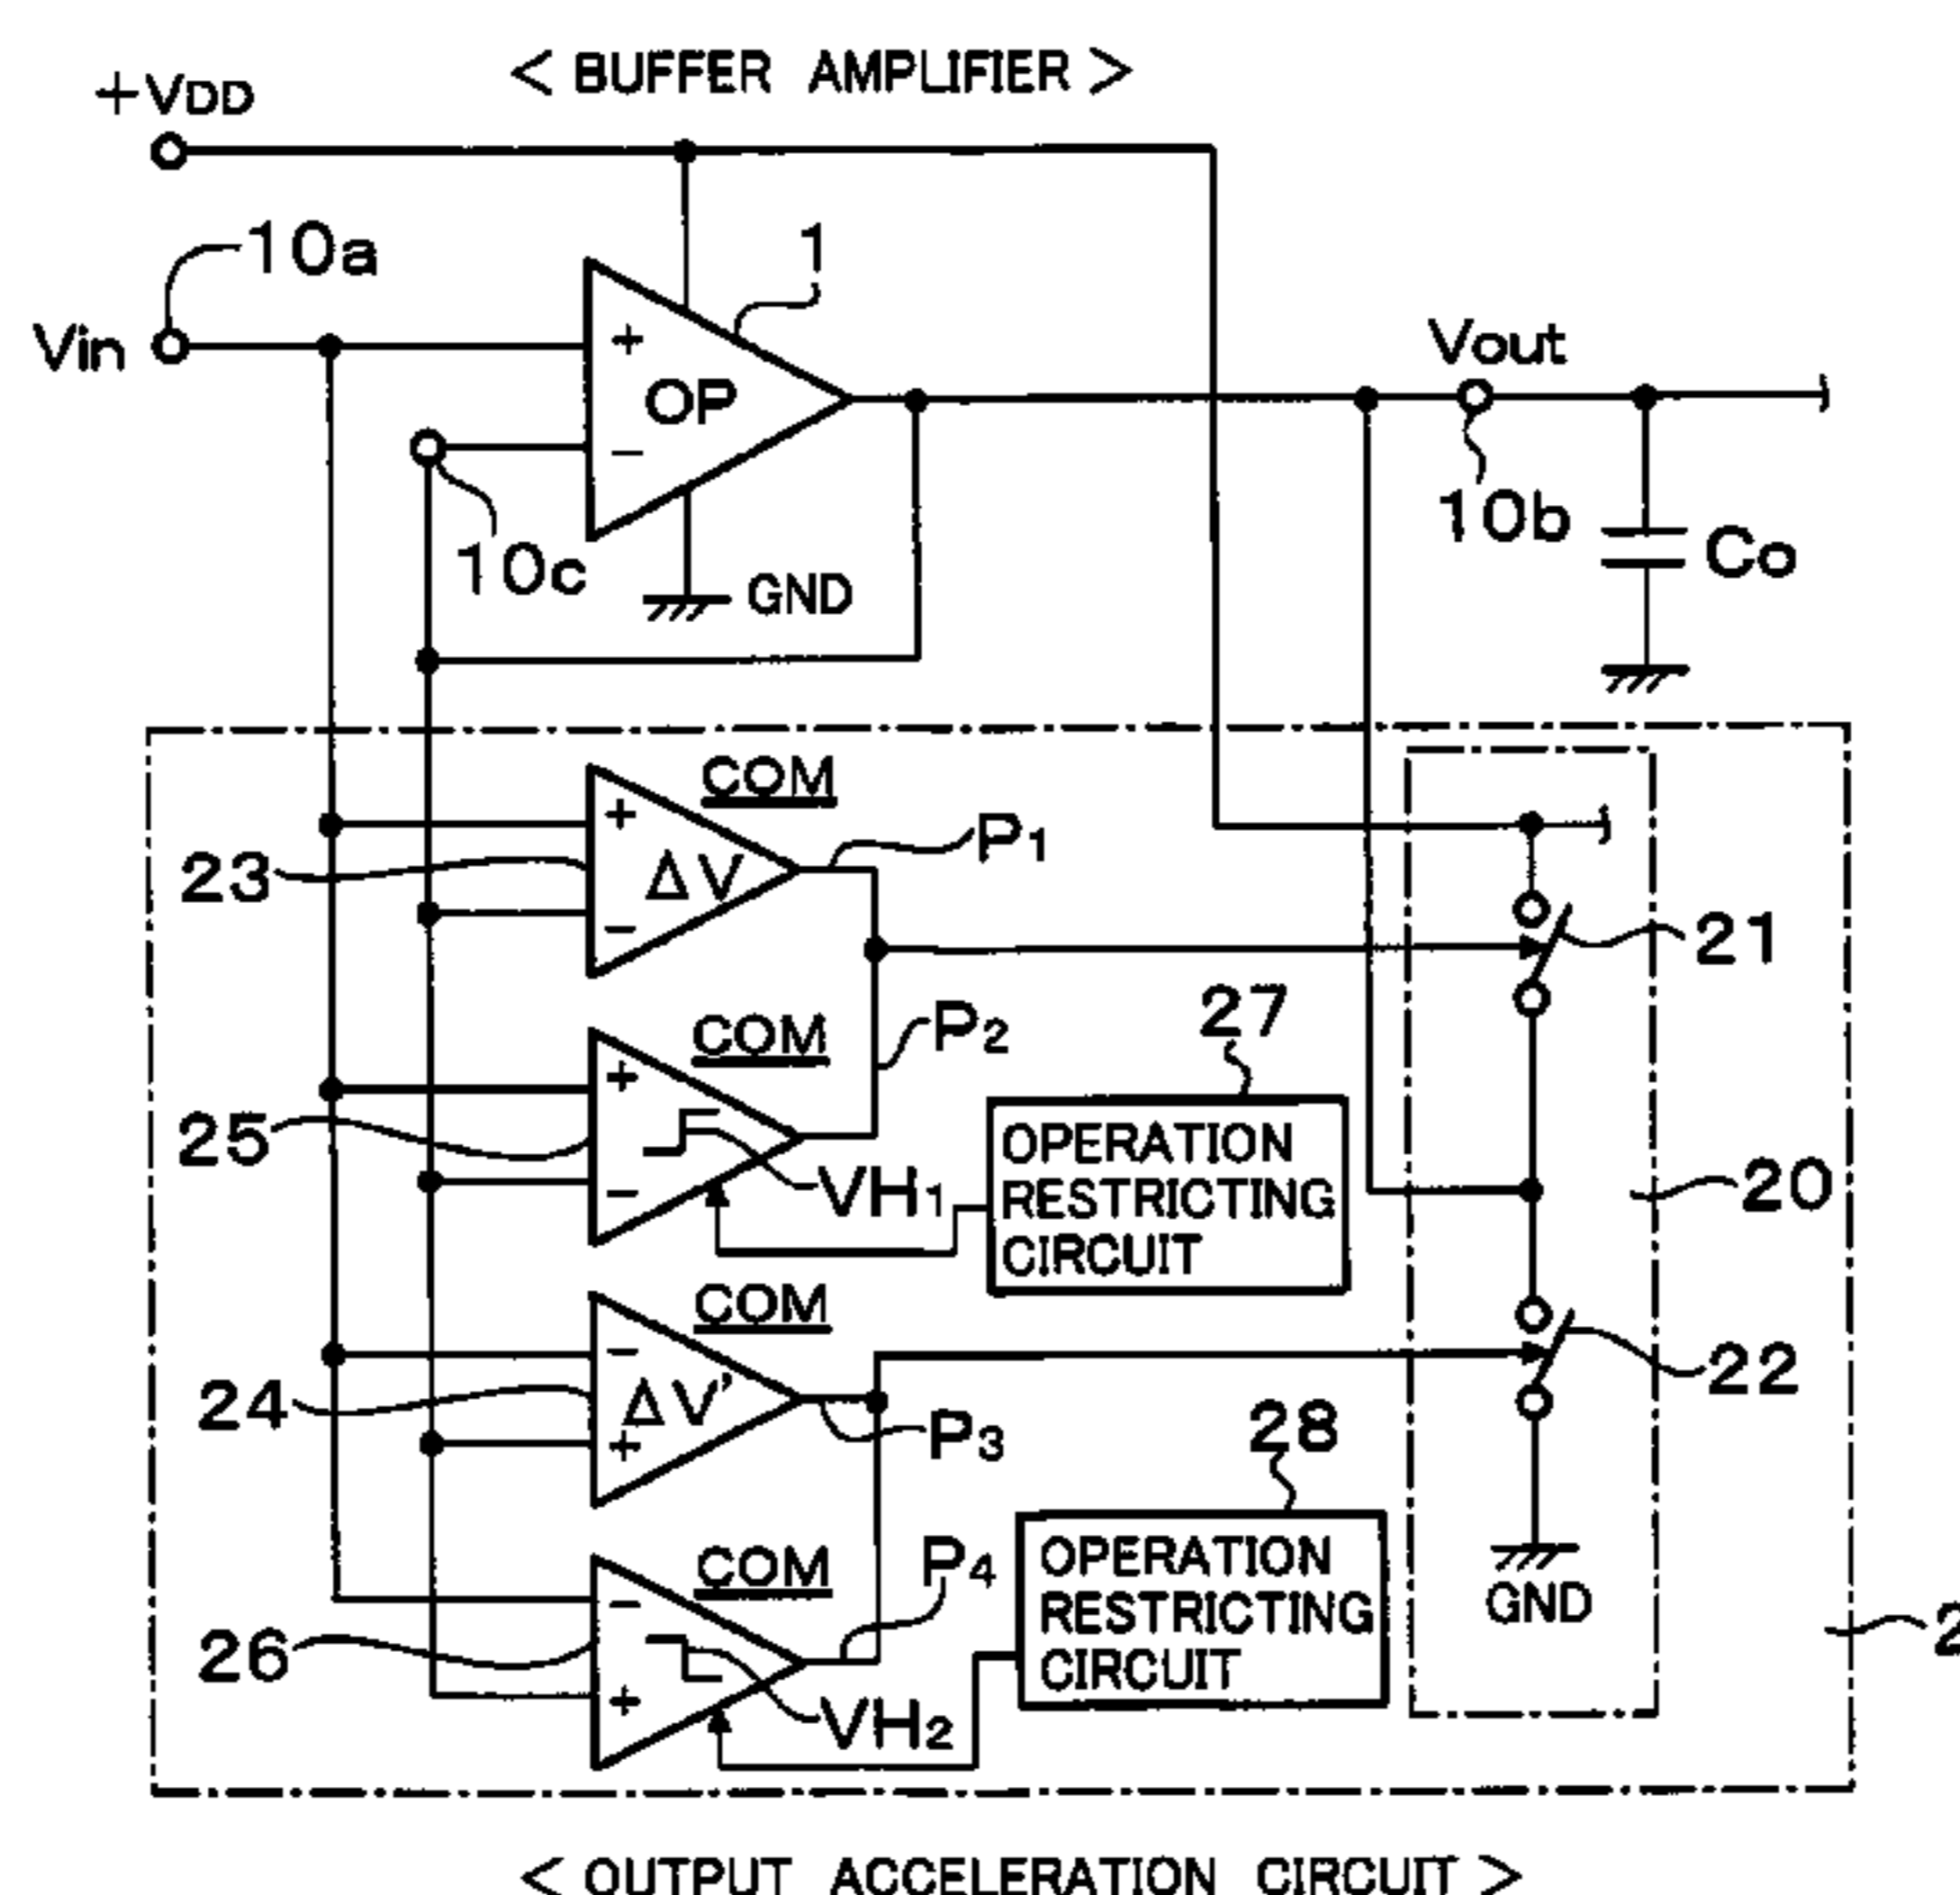 < BUFFER AMPLIFIER >
+VDD
10a
1
Vin
+
OP
−
Vout
10b
Co
10c
GND
COM
+
ΔV
−
P1
23
21
COM
P2
27
+
−
25
VH1
OPERATION
RESTRICTING
CIRCUIT
20
COM
−
ΔV'
+
24
P3
22
28
COM
P4
−
+
26
VH2
OPERATION
RESTRICTING
CIRCUIT
GND
2
< OUTPUT ACCELERATION CIRCUIT >